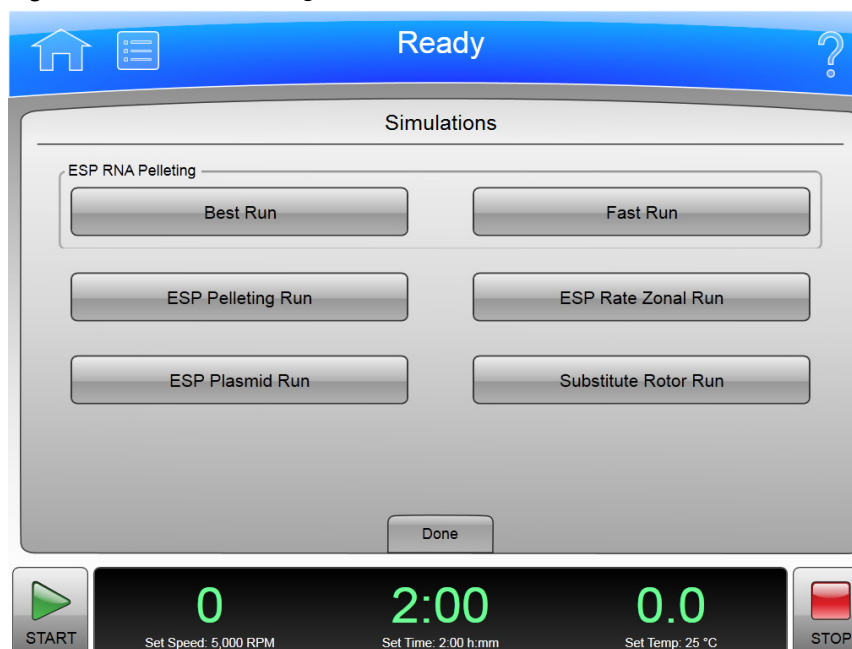 Ready
Simulations
ESP RNA Pelleting
Best Run
Fast Run
ESP Pelleting Run
ESP Rate Zonal Run
ESP Plasmid Run
Substitute Rotor Run
Done
START
0
2:00
0.0
STOP
Set Speed: 5,000 RPM
Set Time: 2:00 h:mm
Set Temp: 25 °C